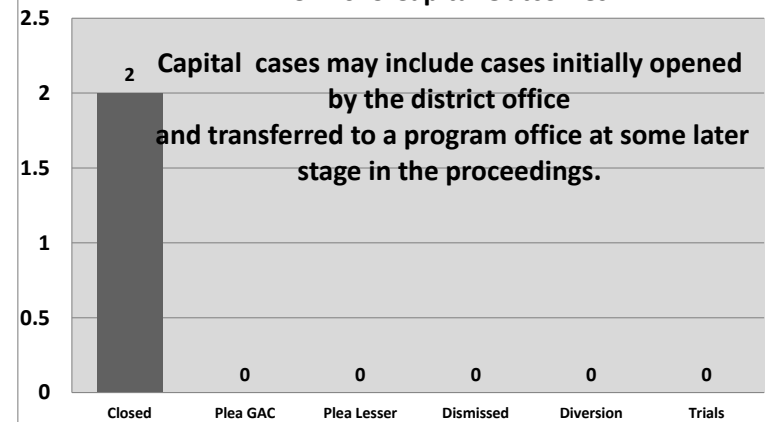 2.5
2
Capital cases may include cases initially opened
by the district office
2
and transferred to a program office at some later
1.5
stage in the proceedings.
1
0.5
0
0
0
0
0
0
Closed
Plea GAC
Plea Lesser
Dismissed
Diversion
Trials